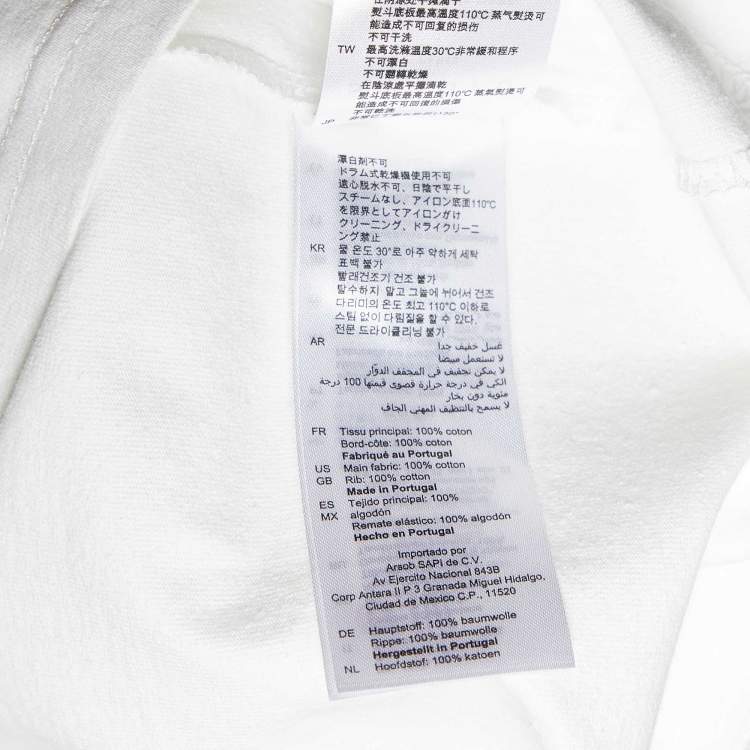 熨斗底板最高温度110℃ 蒸气熨烫可
能造成不可回复的损伤
不可干洗
TW 最高洗滌溫度30℃非常緩和程序
不可漂白
不可翻轉乾燥
在陰涼處平攤滴乾
熨斗底板最高溫度110℃ 蒸氣熨燙可
能造成不可回復的損傷
不可乾洗
JP
漂白剤不可
ドラム式乾燥機使用不可
遠心脱水不可、日陰で平干し
スチームなし、アイロン底面110℃
を限界としてアイロンがけ
クリーニング、ドライクリーニ
ング禁止
KR 물 온도 30°로 아주 약하게 세탁
표백 불가
빨래건조기 건조 불가
탈수하지 말고 그늘에 뉘어서 건조
다리미의 온도 최고 110℃ 이하로
스팀 없이 다림질을 할 수 있다.
전문 드라이클리닝 불가
AR غسل خفيف جدا
لا تستعمل مبيضا
لا يمكن تجفيف في المجفف الدوّار
الكي في درجة حرارة قصوى قيمتها 100 درجة
مئوية دون بخار
لا يسمح بالتنظيف المهني الجاف
FR Tissu principal: 100% coton
Bord-côte: 100% coton
Fabriqué au Portugal
US Main fabric: 100% cotton
GB Rib: 100% cotton
Made in Portugal
ES Tejido principal: 100%
MX algodón
Remate elástico: 100% algodón
Hecho en Portugal
Importado por
Arsob SAPI de C.V.
Av Ejercito Nacional 843B
Corp Antara II P 3 Granada Miguel Hidalgo,
Ciudad de Mexico C.P., 11520
DE Hauptstoff: 100% baumwolle
Rippe: 100% baumwolle
Hergestellt in Portugal
NL Hoofdstof: 100% katoen